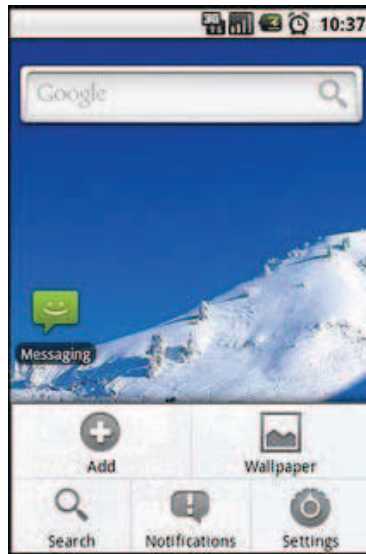 10:37
Google
Messaging
Add
Wallpaper
Search
Notifications
Settings